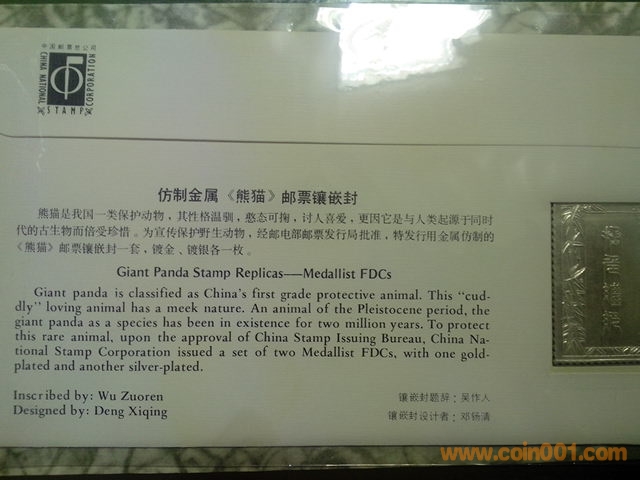 中国邮票总公司
CHINA NATIONAL
STAMP
CORPORATION
仿制金属《熊猫》邮票镶嵌封
熊猫是我国一类保护动物，其性格温驯，憨态可掬，讨人喜爱，更因它是与人类起源于同时
代的古生物而倍受珍惜。为宣传保护野生动物，经邮电部邮票发行局批准，特发行用金属仿制的
《熊猫》邮票镶嵌封一套，镀金、镀银各一枚。
Giant Panda Stamp Replicas——Medallist FDCs
Giant panda is classified as China's first grade protective animal. This “cud-
dly” loving animal has a meek nature. An animal of the Pleistocene period, the
giant panda as a species has been in existence for two million years. To protect
this rare animal, upon the approval of China Stamp Issuing Bureau, China Na-
tional Stamp Corporation issued a set of two Medallist FDCs, with one gold-
plated and another silver-plated.
Inscribed by: Wu Zuoren
Designed by: Deng Xiqing
镶嵌封题辞：吴作人
镶嵌封设计者：邓锡清
www.coin001.com